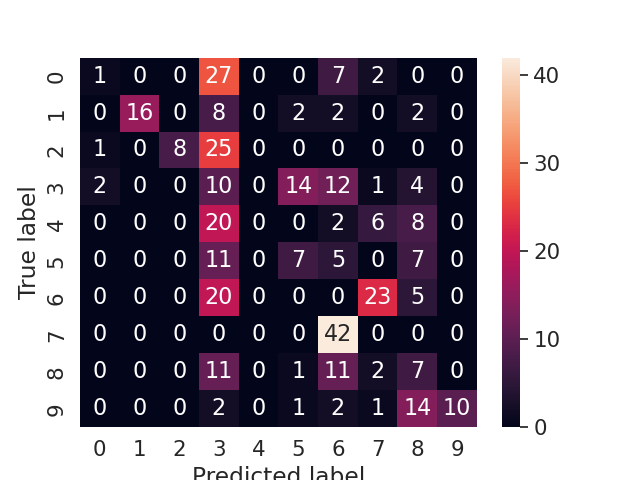 0 1 0 0 27 0 0 7 2 0 0
1 0 16 0 8 0 2 2 0 2 0
2 1 0 8 25 0 0 0 0 0 0
3 2 0 0 10 0 14 12 1 4 0
4 0 0 0 20 0 0 2 6 8 0
5 0 0 0 11 0 7 5 0 7 0
6 0 0 0 20 0 0 0 23 5 0
7 0 0 0 0 0 0 42 0 0 0
8 0 0 0 11 0 1 11 2 7 0
9 0 0 0 2 0 1 2 1 14 10
0 1 2 3 4 5 6 7 8 9
Predicted label
True label
40
30
20
10
0